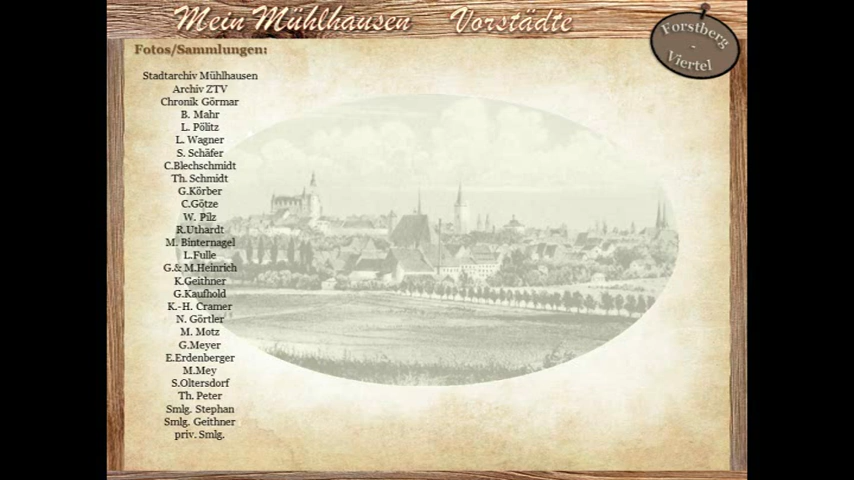 Mein Mühlhausen Vorstädte
Forstberg
-
Viertel
Fotos/Sammlungen:
Stadtarchiv Mühlhausen
Archiv ZTV
Chronik Görmar
B. Mahr
L. Pölitz
L. Wagner
S. Schäfer
C.Blechschmidt
Th. Schmidt
G.Körber
C.Götze
W. Pilz
R.Uthardt
M. Binternagel
L.Fulle
G.& M.Heinrich
K.Geithner
G.Kaufhold
K.-H. Cramer
N. Görtler
M. Motz
G.Meyer
E.Erdenberger
M.Mey
S.Oltersdorf
Th. Peter
Smlg. Stephan
Smlg. Geithner
priv. Smlg.